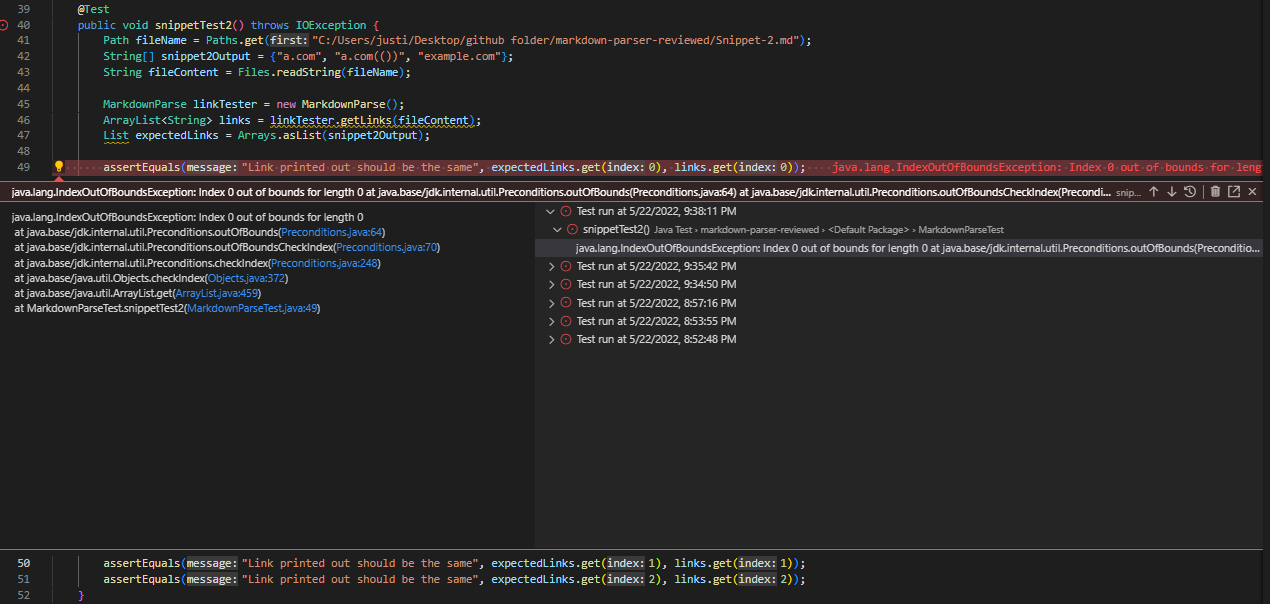 39 @Test
40 public void snippetTest2() throws IOException {
41 Path fileName = Paths.get(first: "C:/Users/justi/Desktop/github folder/markdown-parser-reviewed/Snippet-2.md");
42 String[] snippet2Output = {"a.com", "a.com(())", "example.com"};
43 String fileContent = Files.readString(fileName);
44
45 MarkdownParse linkTester = new MarkdownParse();
46 ArrayList<String> links = linkTester.getLinks(fileContent);
47 List expectedLinks = Arrays.asList(snippet2Output);
48
49 assertEquals(message: "Link printed out should be the same", expectedLinks.get(index: 0), links.get(index: 0)); java.lang.IndexOutOfBoundsException: Index 0 out of bounds for leng
java.lang.IndexOutOfBoundsException: Index 0 out of bounds for length 0 at java.base/jdk.internal.util.Preconditions.outOfBounds(Preconditions.java:64) at java.base/jdk.internal.util.Preconditions.outOfBoundsCheckIndex(Precondi... snip...
java.lang.IndexOutOfBoundsException: Index 0 out of bounds for length 0
at java.base/jdk.internal.util.Preconditions.outOfBounds(Preconditions.java:64)
at java.base/jdk.internal.util.Preconditions.outOfBoundsCheckIndex(Preconditions.java:70)
at java.base/jdk.internal.util.Preconditions.checkIndex(Preconditions.java:248)
at java.base/java.util.Objects.checkIndex(Objects.java:372)
at java.base/java.util.ArrayList.get(ArrayList.java:459)
at MarkdownParseTest.snippetTest2(MarkdownParseTest.java:49)
Test run at 5/22/2022, 9:38:11 PM
snippetTest2() Java Test › markdown-parser-reviewed › <Default Package> › MarkdownParseTest
java.lang.IndexOutOfBoundsException: Index 0 out of bounds for length 0 at java.base/jdk.internal.util.Preconditions.outOfBounds(Preconditio...
Test run at 5/22/2022, 9:35:42 PM
Test run at 5/22/2022, 9:34:50 PM
Test run at 5/22/2022, 8:57:16 PM
Test run at 5/22/2022, 8:53:55 PM
Test run at 5/22/2022, 8:52:48 PM
50 assertEquals(message: "Link printed out should be the same", expectedLinks.get(index: 1), links.get(index: 1));
51 assertEquals(message: "Link printed out should be the same", expectedLinks.get(index: 2), links.get(index: 2));
52 }